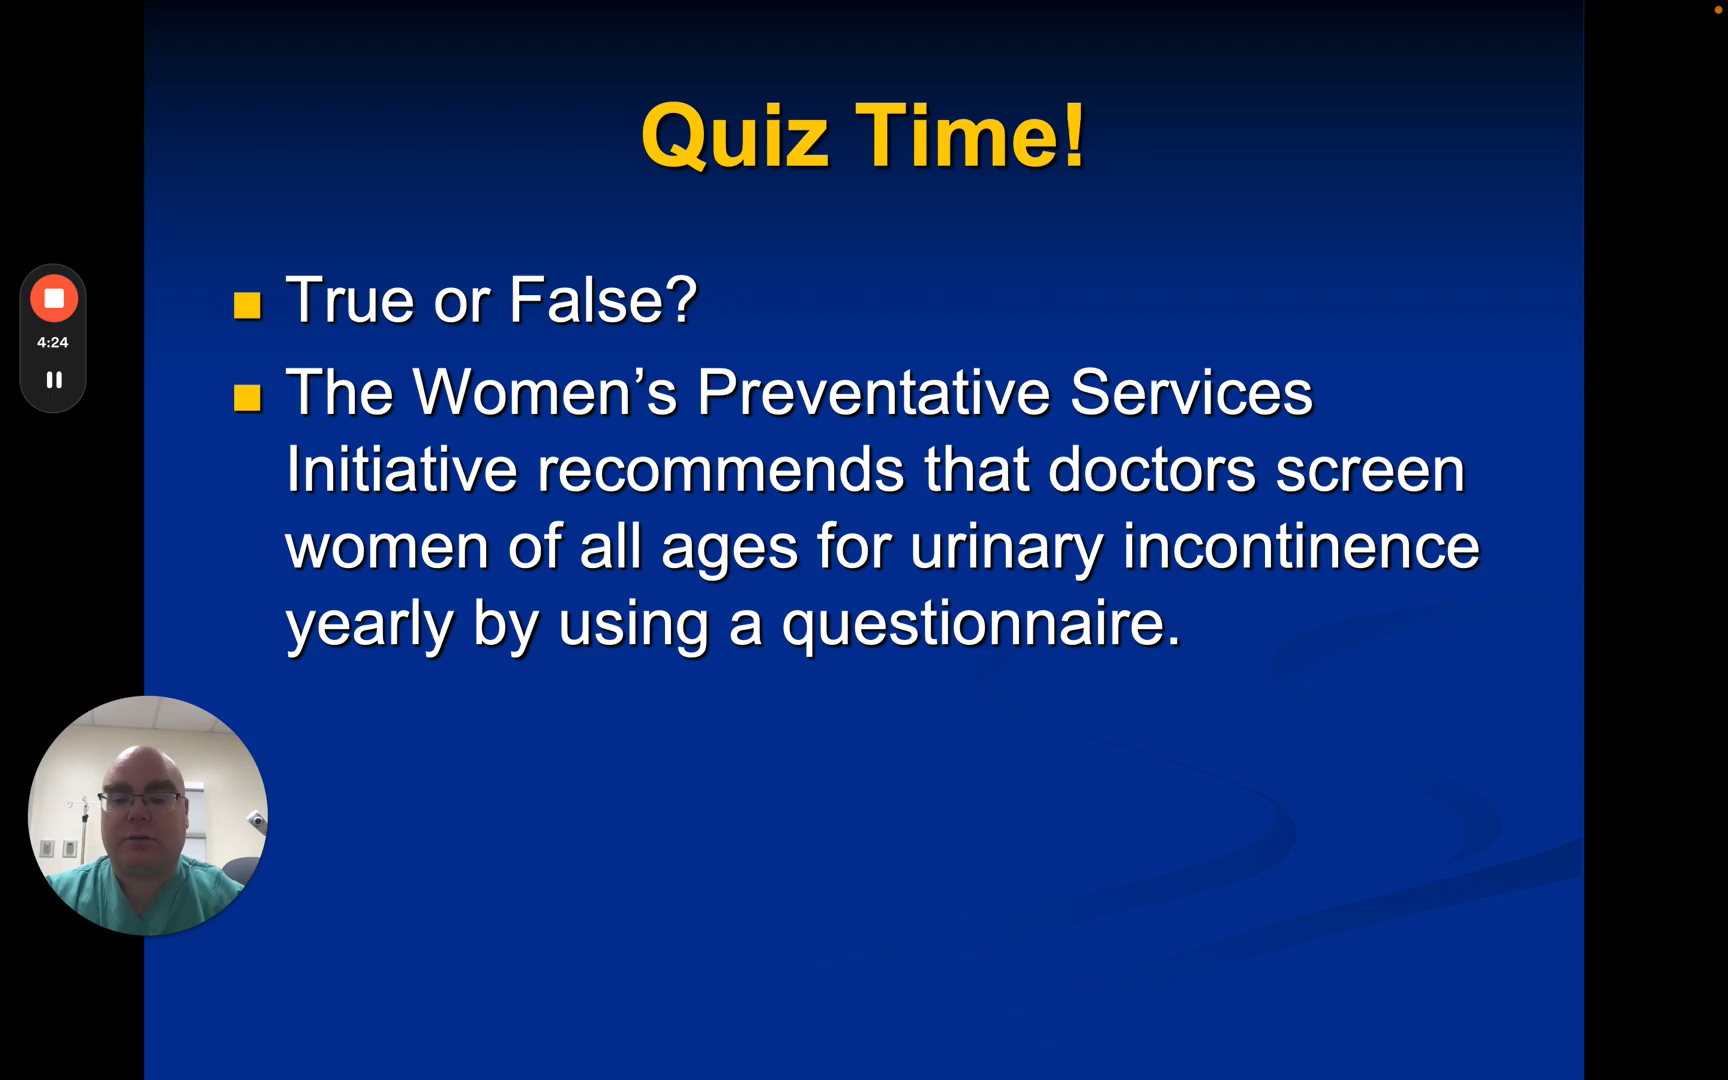 Quiz Time!
True or False?
The Women’s Preventative Services
Initiative recommends that doctors screen
women of all ages for urinary incontinence
yearly by using a questionnaire.
4:24